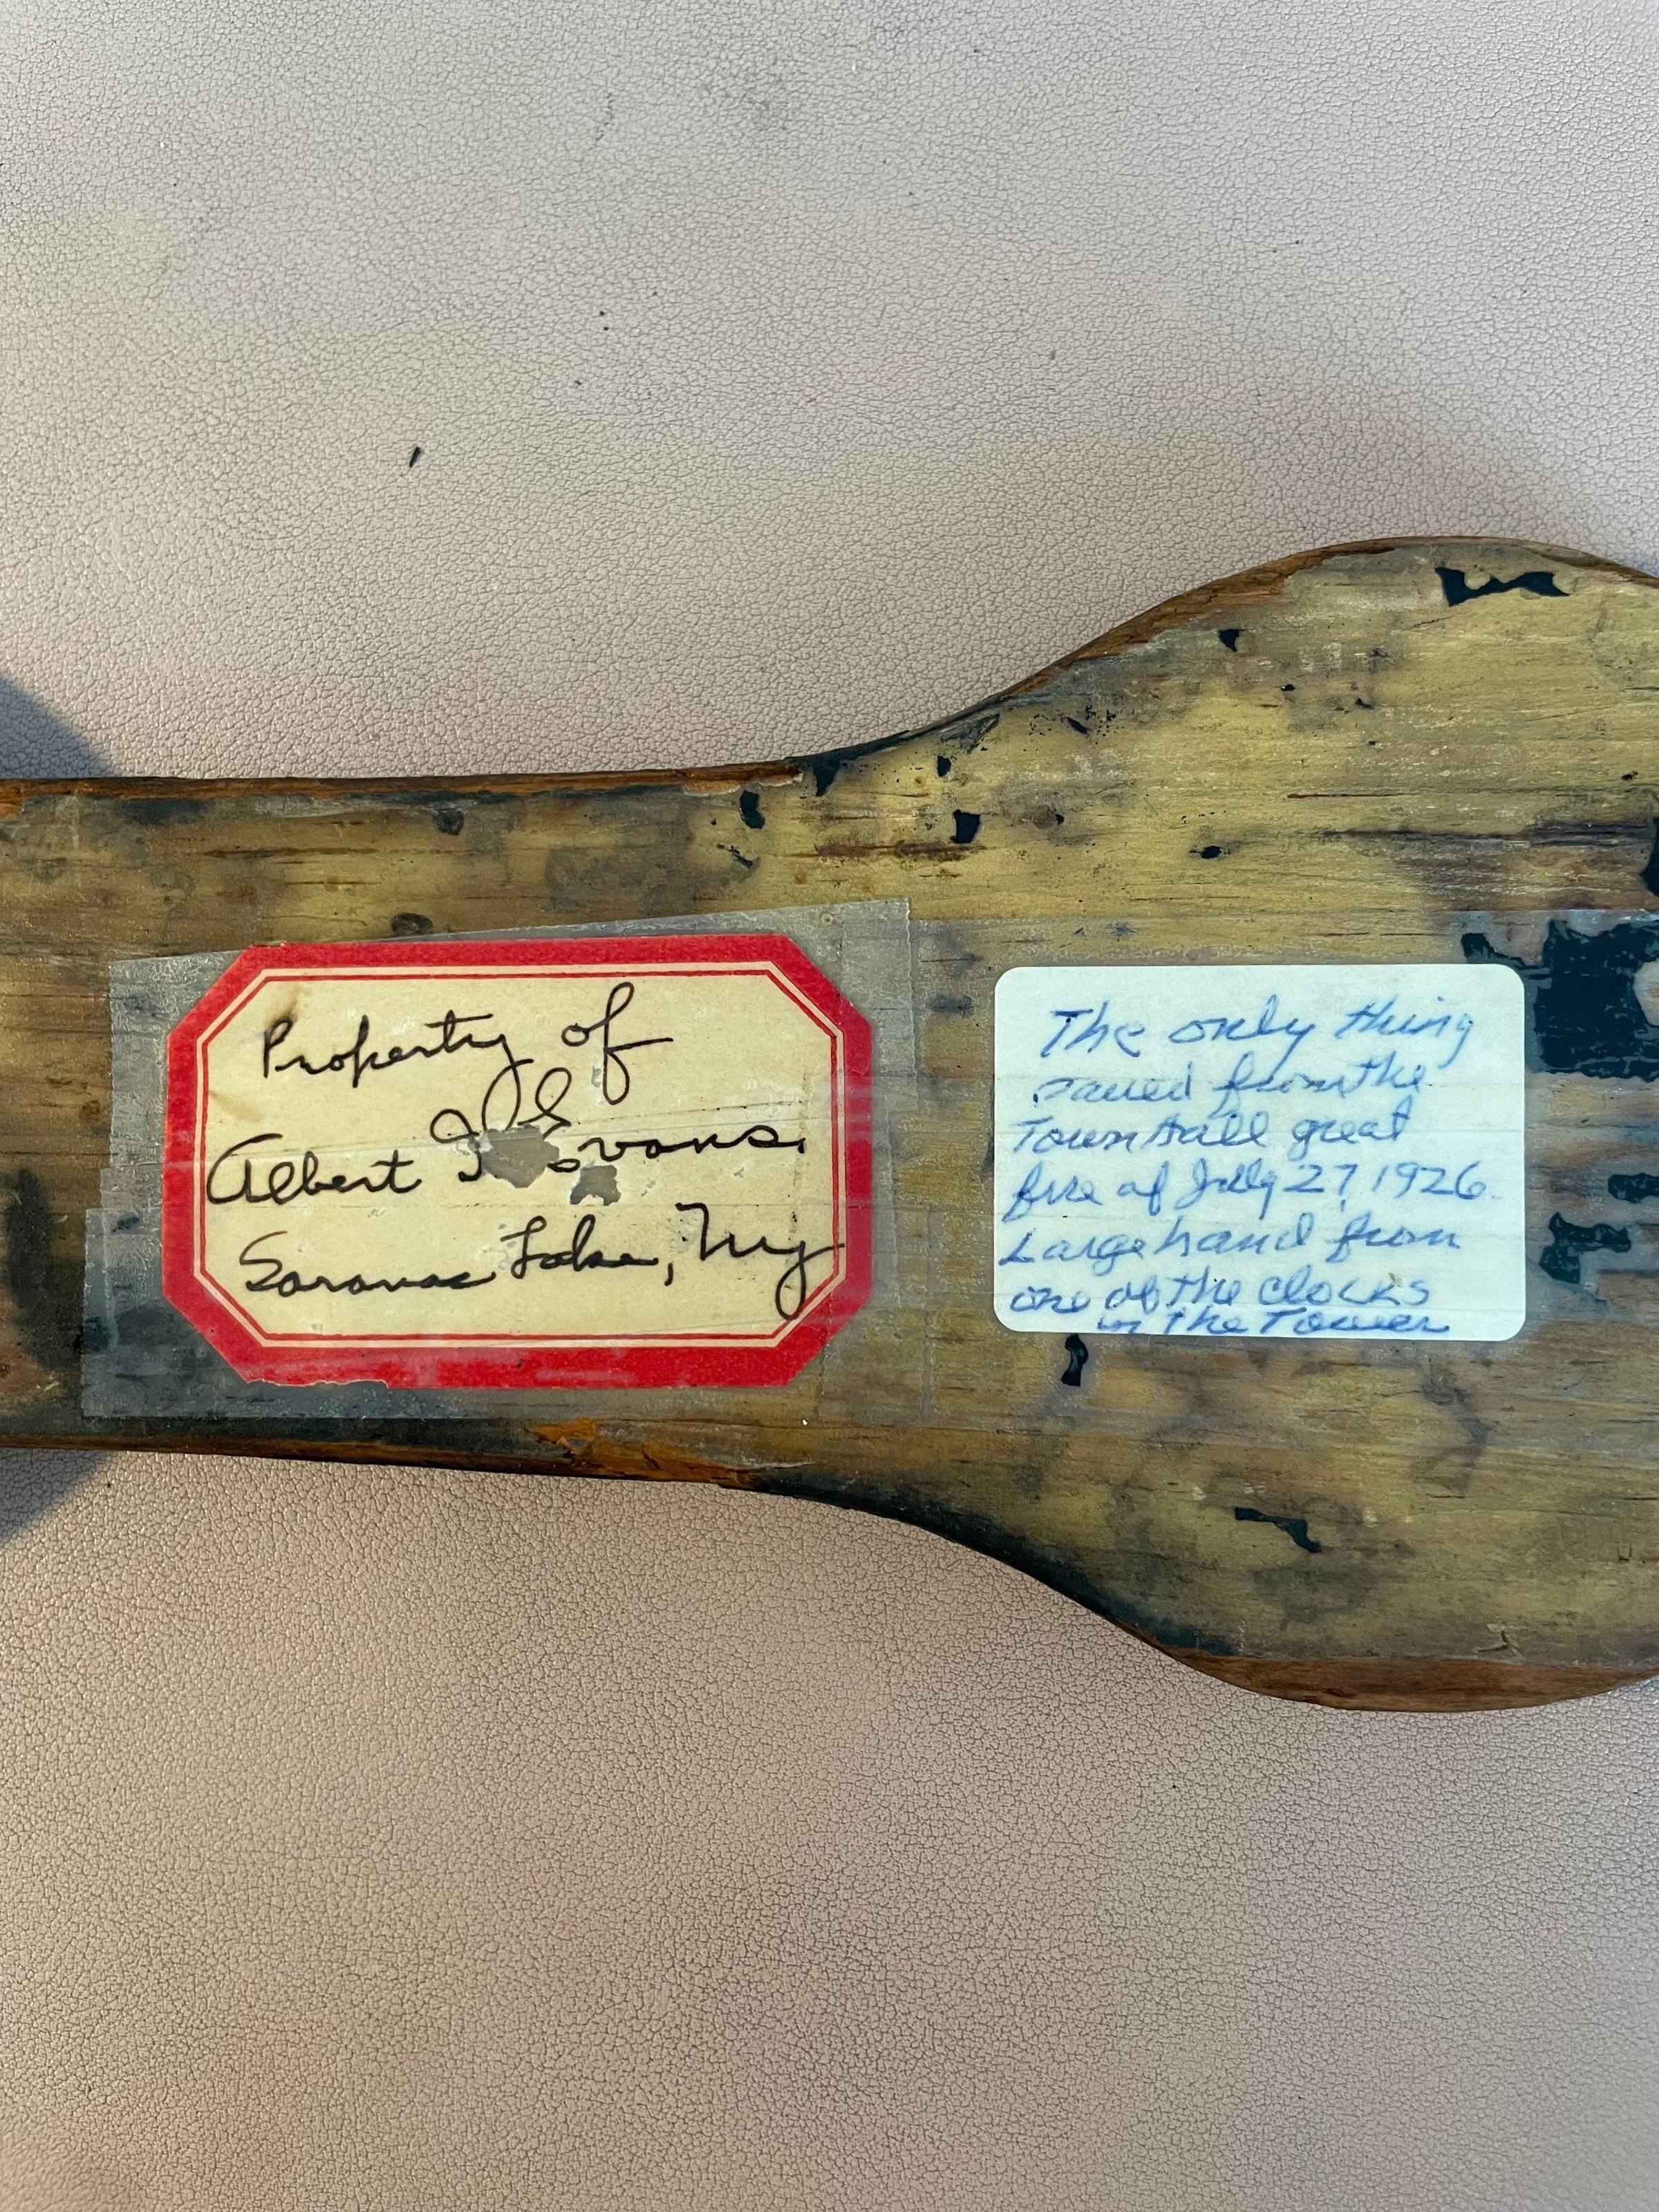 Property of
Albert Evans.
Saranac Lake, Ny
The only thing
saved from the
Town Hall great
fire of July 27, 1926.
Large hand from
one of the clocks
in the Tower